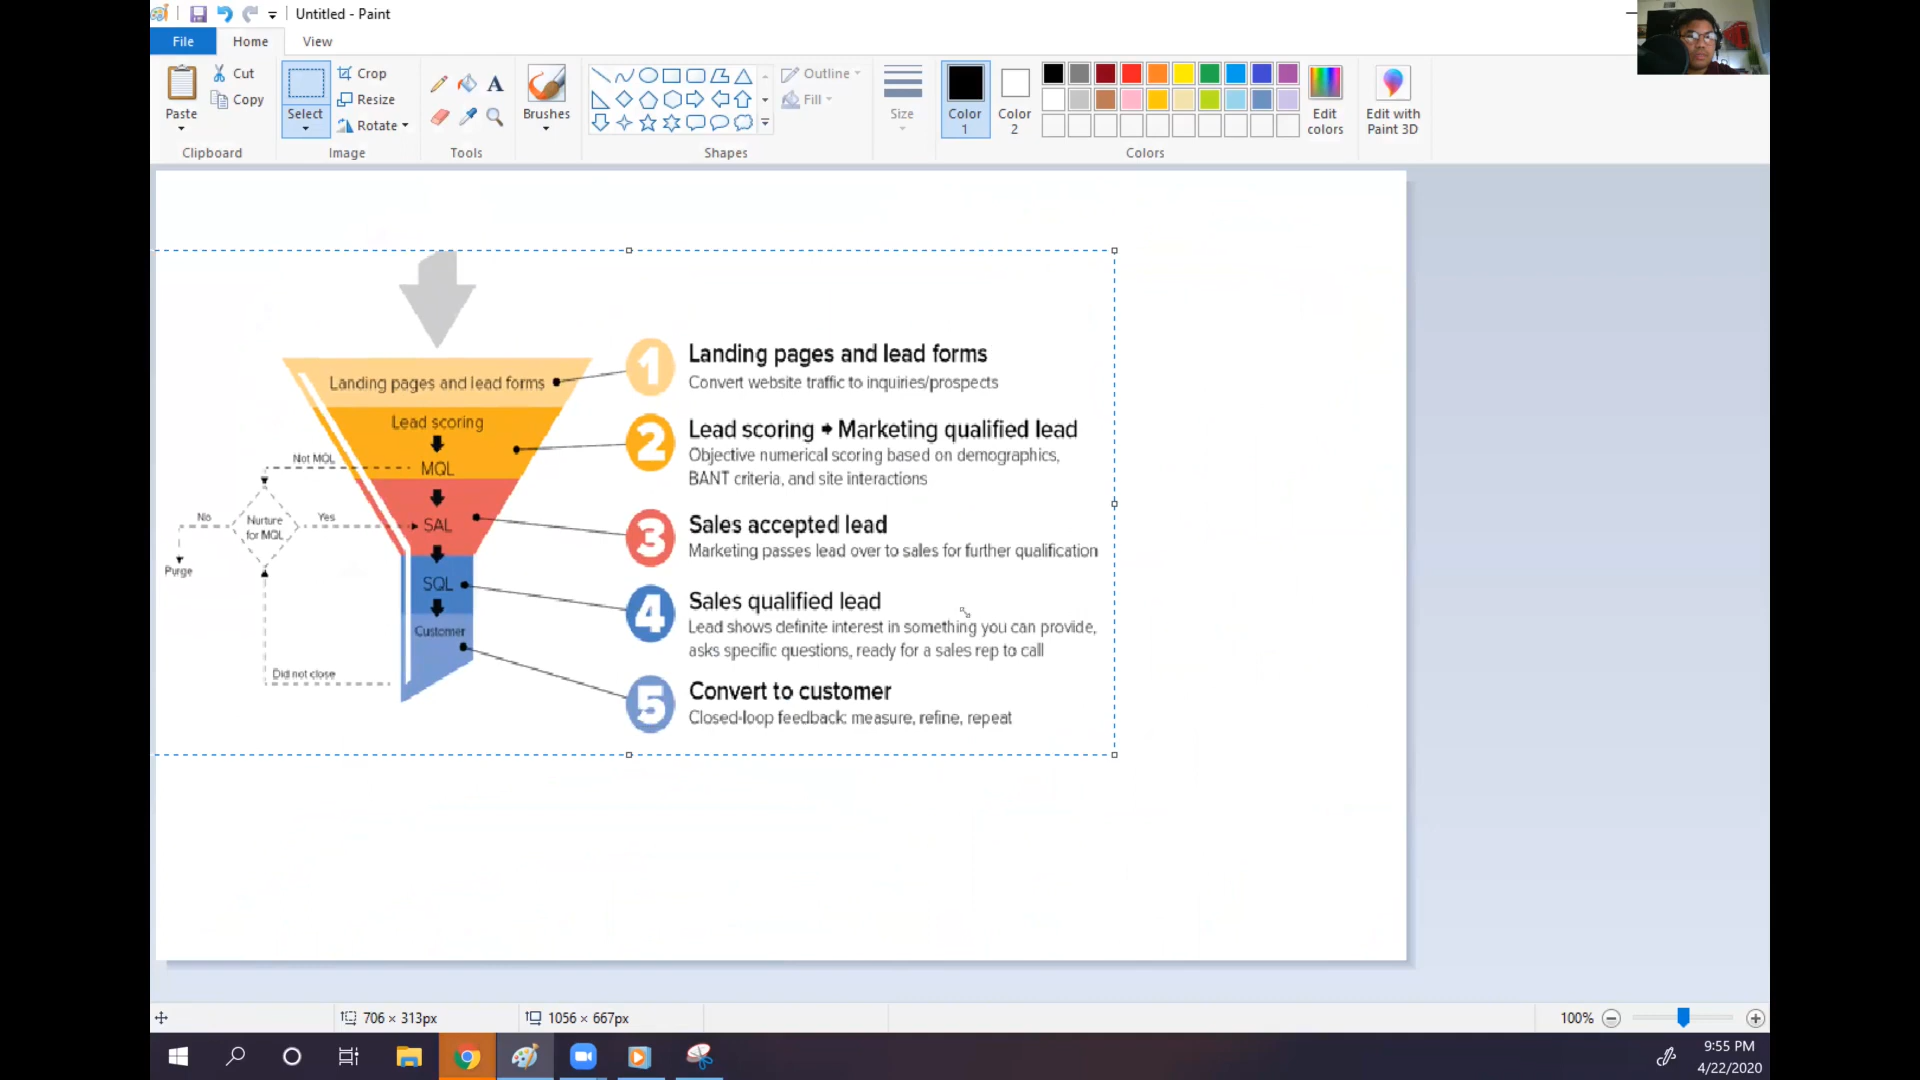 Untitled - Paint
File Home View
Paste
Cut
Copy
Clipboard
Select
Crop
Resize
Rotate
Image
A
Tools
Brushes
Outline
Fill
Shapes
Size
Color 1
Color 2
Edit colors
Colors
Edit with Paint 3D
Landing pages and lead forms
Lead scoring
MQL
SAL
SQL
Customer
Not MQL
Nurture
for MQL
No
Yes
Purge
Did not close
1
Landing pages and lead forms
Convert website traffic to inquiries/prospects
2
Lead scoring → Marketing qualified lead
Objective numerical scoring based on demographics,
BANT criteria, and site interactions
3
Sales accepted lead
Marketing passes lead over to sales for further qualification
4
Sales qualified lead
Lead shows definite interest in something you can provide,
asks specific questions, ready for a sales rep to call
5
Convert to customer
Closed-loop feedback: measure, refine, repeat
706 × 313px
1056 × 667px
100%
9:55 PM
4/22/2020